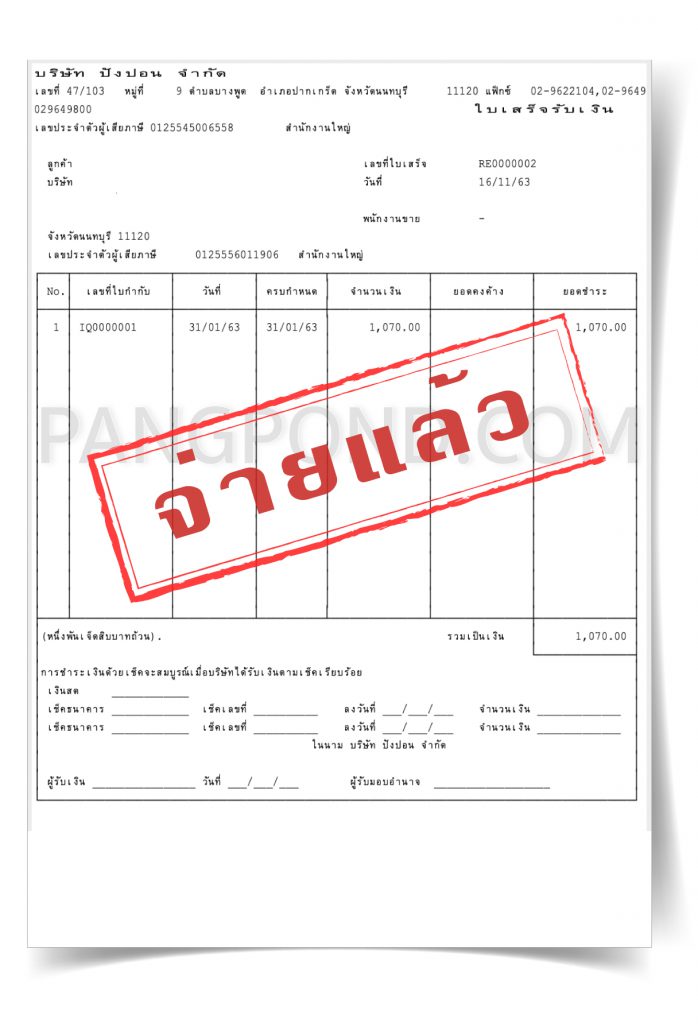 บริษัท ปังปอน จำกัด
เลขที่ 47/103 หมู่ที่ 9 ตำบลบางพูด อำเภอปากเกร็ด จังหวัดนนทบุรี 11120 แฟ็กซ์ 02-9622104,02-9649
029649800 ใบเสร็จรับเงิน
เลขประจำตัวผู้เสียภาษี 0125545006558 สำนักงานใหญ่
ลูกค้า เลขที่ใบเสร็จ RE0000002
บริษัท วันที่ 16/11/63
พนักงานขาย -
จังหวัดนนทบุรี 11120
เลขประจำตัวผู้เสียภาษี 0125556011906 สำนักงานใหญ่
No. เลขที่ใบกำกับ วันที่ ครบกำหนด จำนวนเงิน ยอดคงค้าง ยอดชำระ
1 IQ0000001 31/01/63 31/01/63 1,070.00 1,070.00
PANGPOND.COM
จ่ายแล้ว
(หนึ่งพันเจ็ดสิบบาทถ้วน). รวมเป็นเงิน 1,070.00
การชำระเงินด้วยเช็คจะสมบูรณ์เมื่อบริษัทได้รับเงินตามเช็คเรียบร้อย
เงินสด ____________
เช็คธนาคาร ____________ เช็คเลขที่ __________ ลงวันที่ ___/___/___ จำนวนเงิน _____________
เช็คธนาคาร ____________ เช็คเลขที่ __________ ลงวันที่ ___/___/___ จำนวนเงิน _____________
ในนาม บริษัท ปังปอน จำกัด
ผู้รับเงิน ________________ วันที่ ___/___/___ ผู้รับมอบอำนาจ __________________